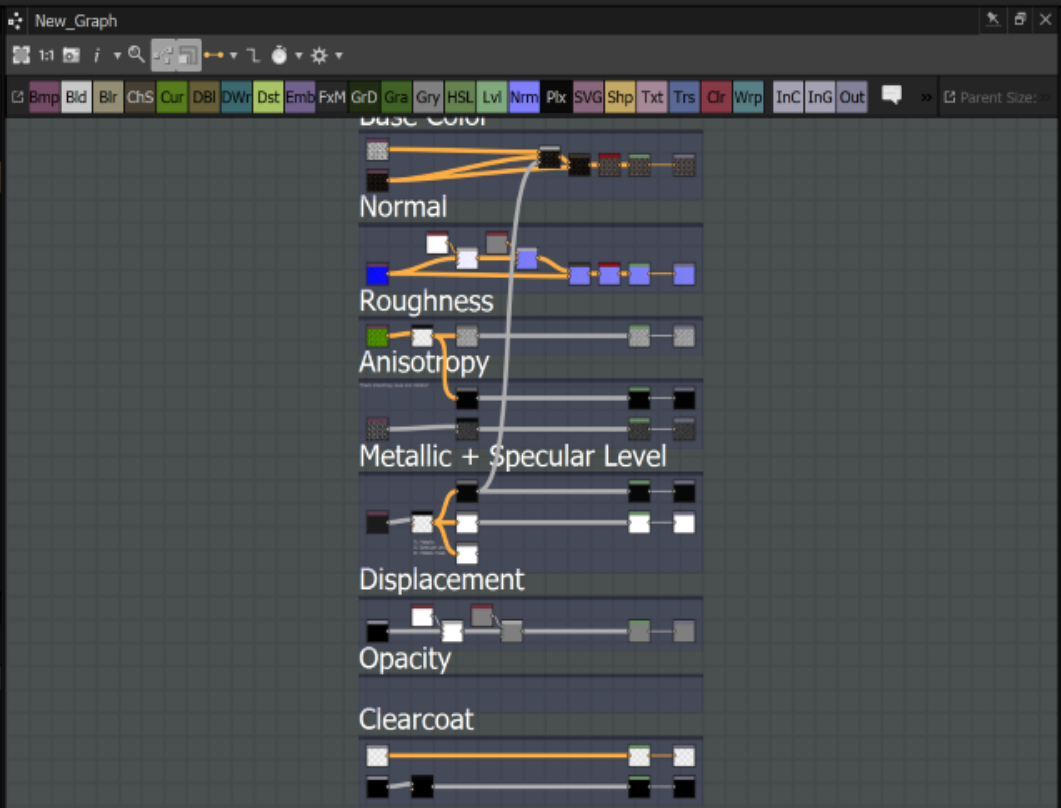 New_Graph
1:1 i
Bmp Bld Blr ChS Cur DBl DWr Dst Emb FxM GrD Gra Gry HSL Lvl Nrm Plx SVG Shp Txt Trs Clr Wrp InC InG Out » Parent Size:
Base Color
Normal
Roughness
Anisotropy
Metallic + Specular Level
Displacement
Opacity
Clearcoat